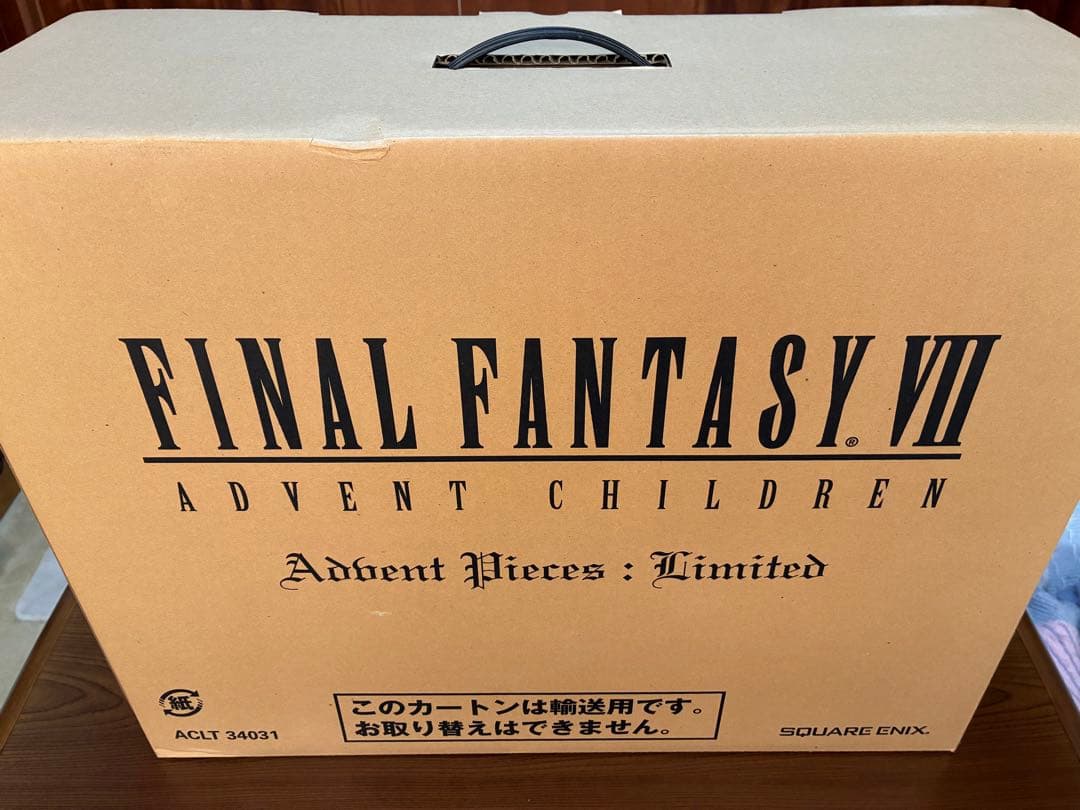 FINAL FANTASY® VII
ADVENT CHILDREN
Advent Pieces : Limited
紙
ACLT 34031
このカートンは輸送用です。
お取り替えはできません。
SQUARE ENIX.